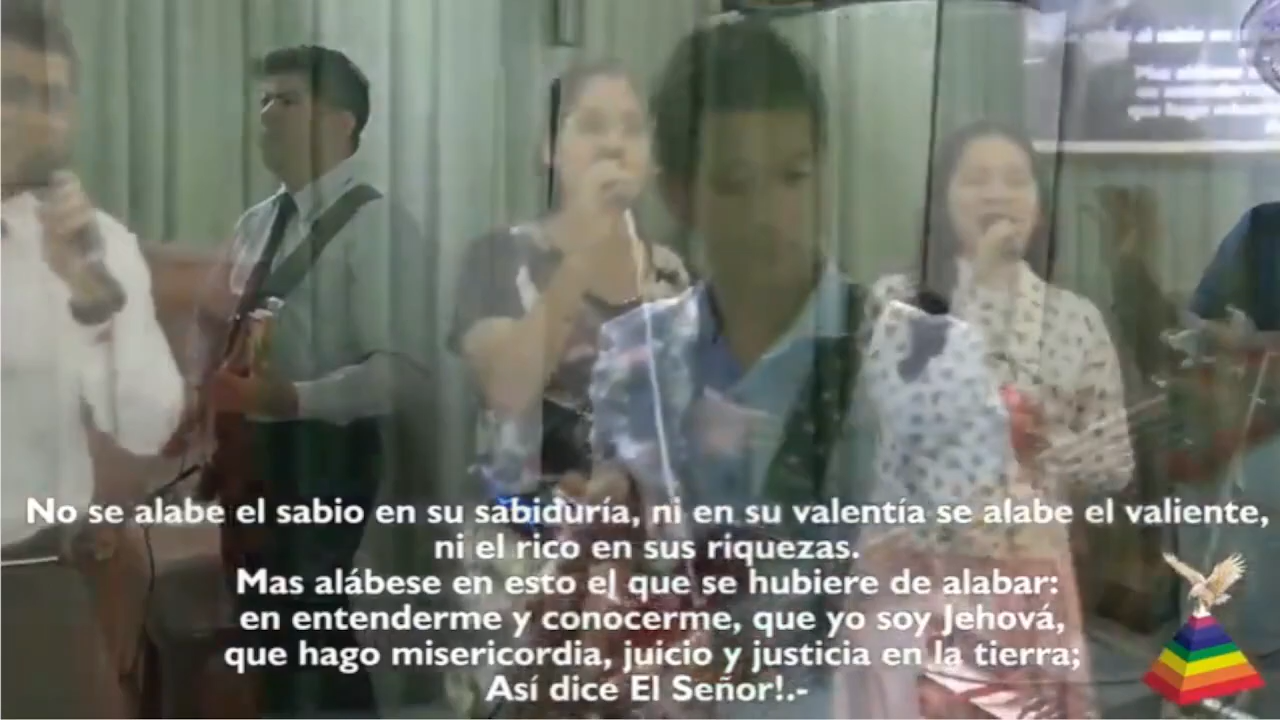 No se alabe el sabio en su sabiduría, ni en su valentía se alabe el valiente,
ni el rico en sus riquezas.
Mas alábese en esto el que se hubiere de alabar:
en entenderme y conocerme, que yo soy Jehová,
que hago misericordia, juicio y justicia en la tierra;
Así dice El Señor!.-